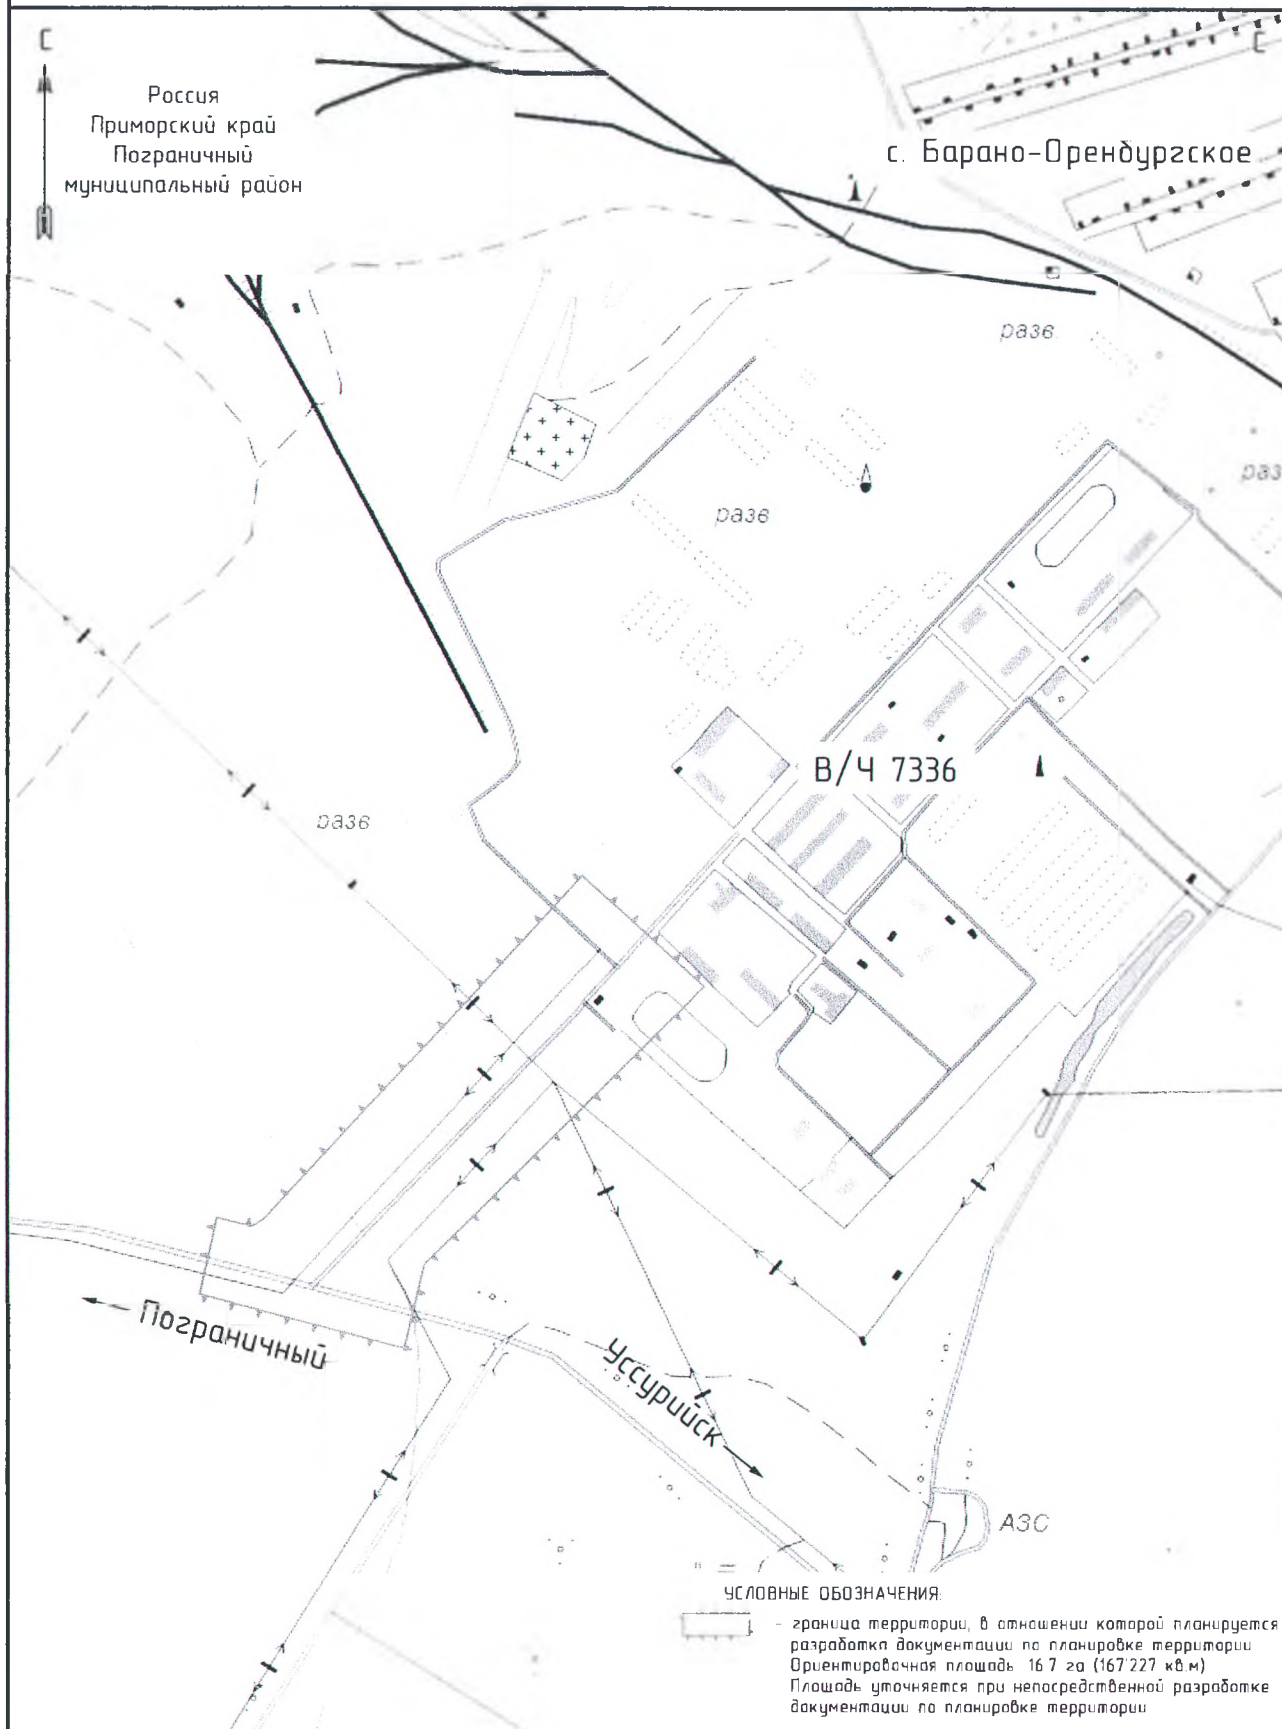 С
Россия
Приморский край
Пограничный
муниципальный район
С
с. Барано-Оренбургское
разв.
разв
разв
В/Ч 7336
разв
Пограничный
Уссурийск
АЗС
УСЛОВНЫЕ ОБОЗНАЧЕНИЯ:
- граница территории, в отношении которой планируется
разработка документации по планировке территории
Ориентировочная площадь 16.7 га (167'227 кв.м)
Площадь уточняется при непосредственной разработке
документации по планировке территории